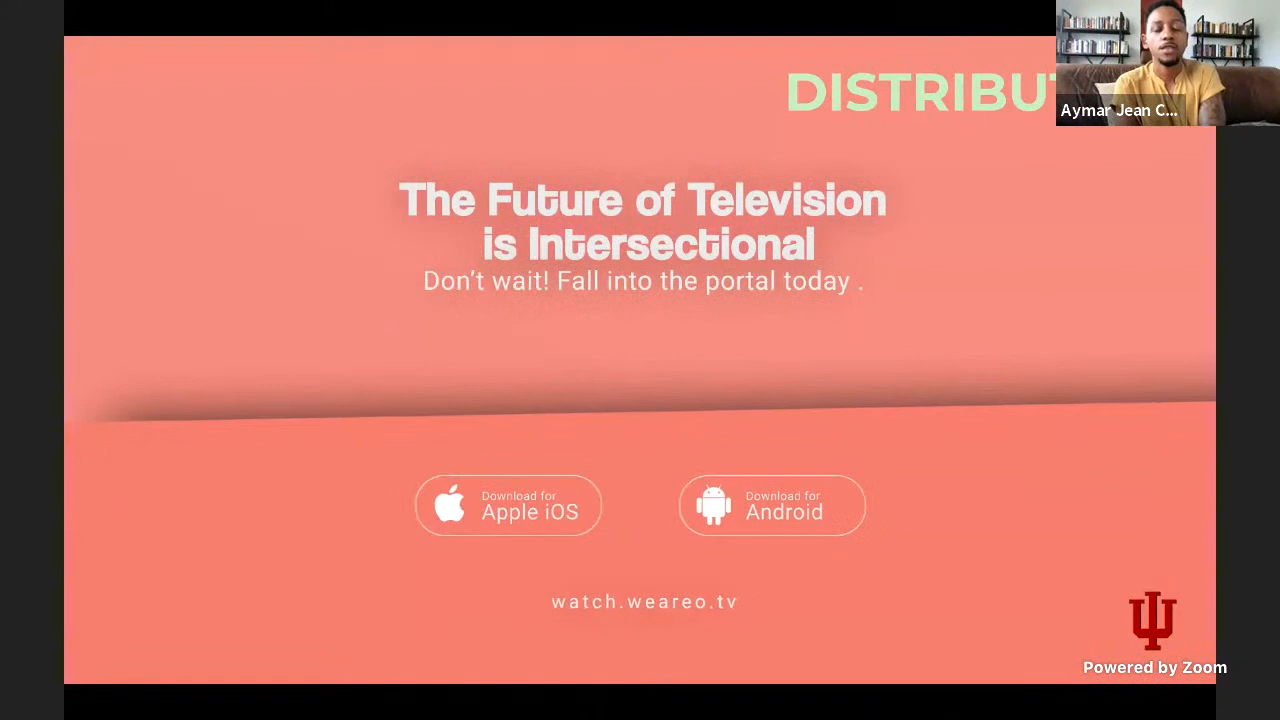 DISTRIBUT
Aymar Jean C...
The Future of Television
is Intersectional
Don't wait! Fall into the portal today .
Download for
Apple iOS
Download for
Android
watch.weareo.tv
Powered by Zoom